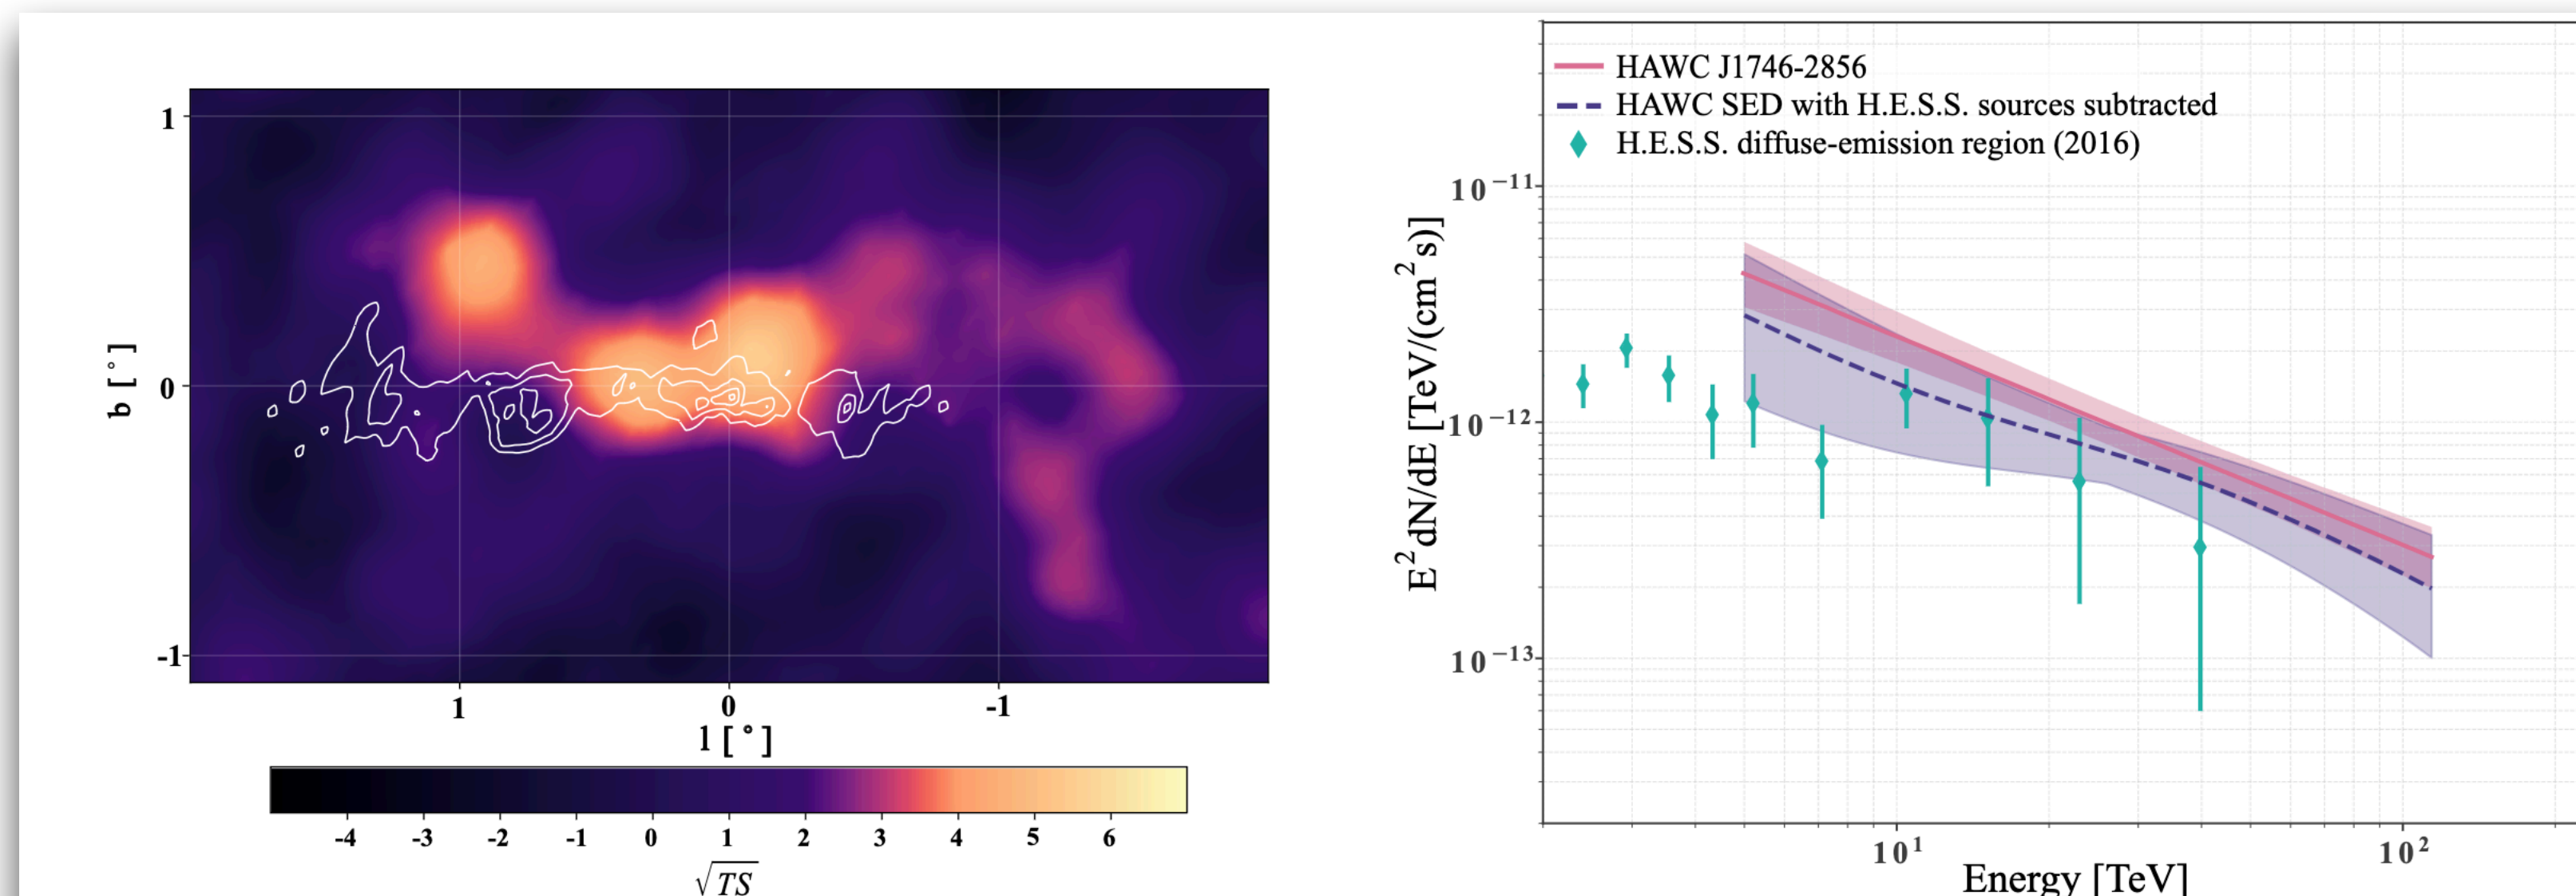 1
0
-1
b [°]
1
0
-1
l [°]
-4 -3 -2 -1 0 1 2 3 4 5 6
√TS
HAWC J1746-2856
HAWC SED with H.E.S.S. sources subtracted
H.E.S.S. diffuse-emission region (2016)
10⁻¹¹
10⁻¹²
10⁻¹³
E² dN/dE [TeV/(cm² s)]
10¹ 10²
Energy [TeV]